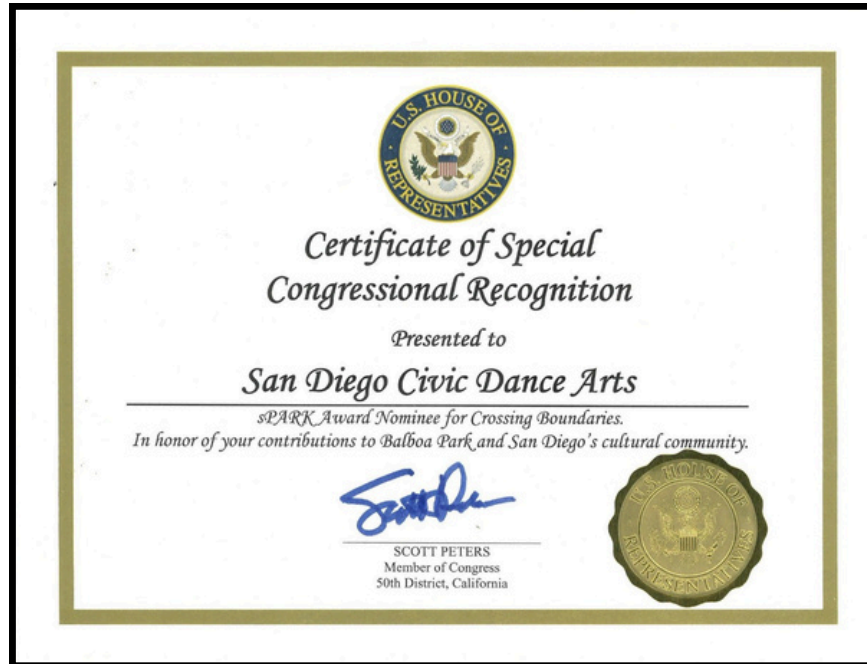 U.S. HOUSE OF
REPRESENTATIVES
Certificate of Special
Congressional Recognition
Presented to
San Diego Civic Dance Arts
sPARK Award Nominee for Crossing Boundaries.
In honor of your contributions to Balboa Park and San Diego's cultural community.
Scott Peters
SCOTT PETERS
Member of Congress
50th District, California
U.S. HOUSE OF
REPRESENTATIVES